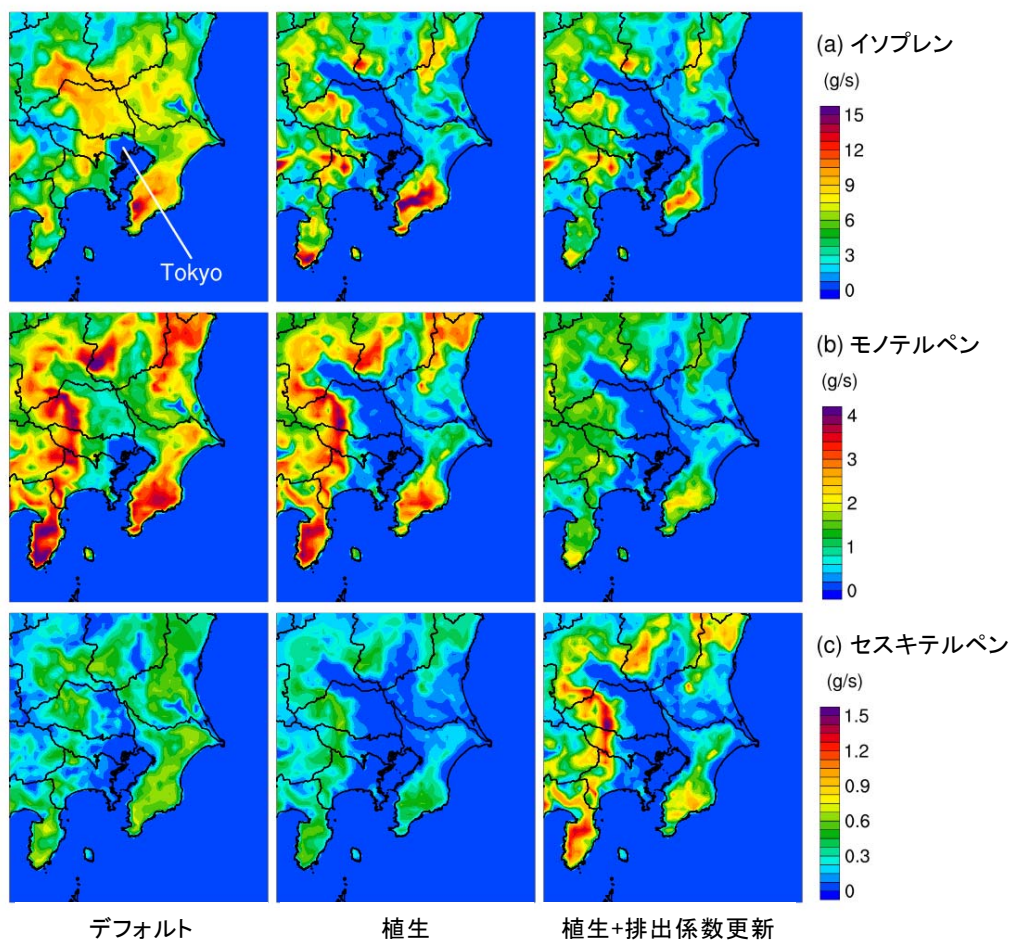 (a) イソプレン
(g/s)
15
12
9
6
3
0
Tokyo
(b) モノテルペン
(g/s)
4
3
2
1
0
(c) セスキテルペン
(g/s)
1.5
1.2
0.9
0.6
0.3
0
デフォルト
植生
植生+排出係数更新